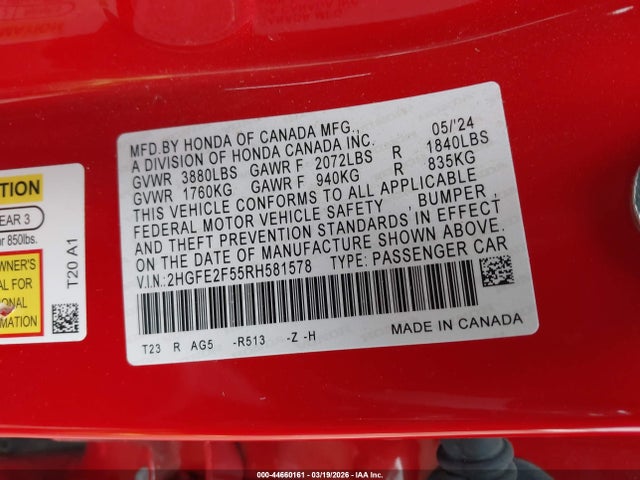 MFD.BY HONDA OF CANADA MFG., 05/'24
A DIVISION OF HONDA CANADA INC.
GVWR 3880LBS GAWR F 2072LBS R 1840LBS
GVWR 1760KG GAWR F 940KG R 835KG
THIS VEHICLE CONFORMS TO ALL APPLICABLE
FEDERAL MOTOR VEHICLE SAFETY , BUMPER ,
AND THEFT PREVENTION STANDARDS IN EFFECT
ON THE DATE OF MANUFACTURE SHOWN ABOVE.
V.I.N.: 2HGFE2F55RH581578 TYPE: PASSENGER CAR
T23 R AG5 -R513 -Z -H MADE IN CANADA
TION
EAR 3
or 850lbs.
WNER'S
AL FOR
IONAL
RMATION
T20 A1
000-44660161 - 03/19/2026 - IAA Inc.